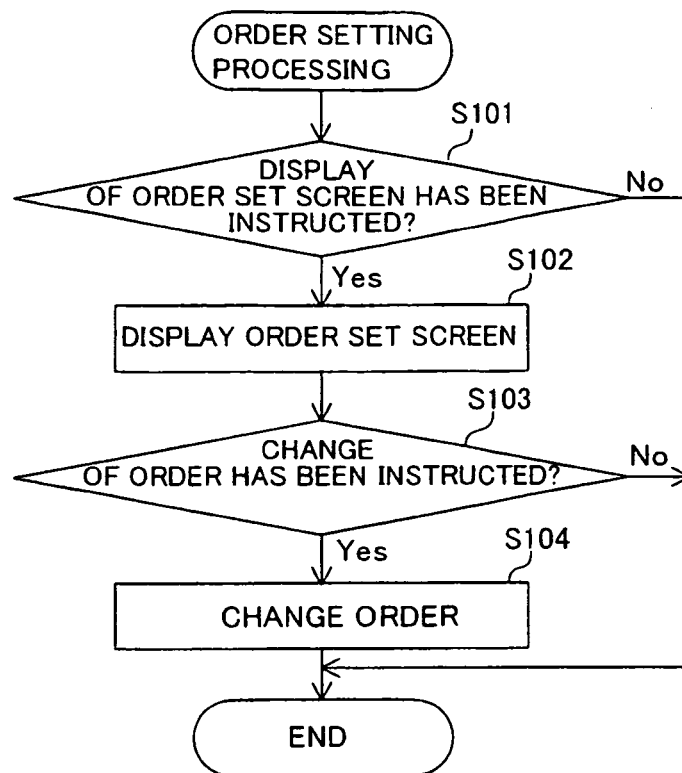 ORDER SETTING
PROCESSING
S101
DISPLAY
OF ORDER SET SCREEN HAS BEEN
INSTRUCTED?
No
Yes
S102
DISPLAY ORDER SET SCREEN
S103
CHANGE
OF ORDER HAS BEEN INSTRUCTED?
No
Yes
S104
CHANGE ORDER
END